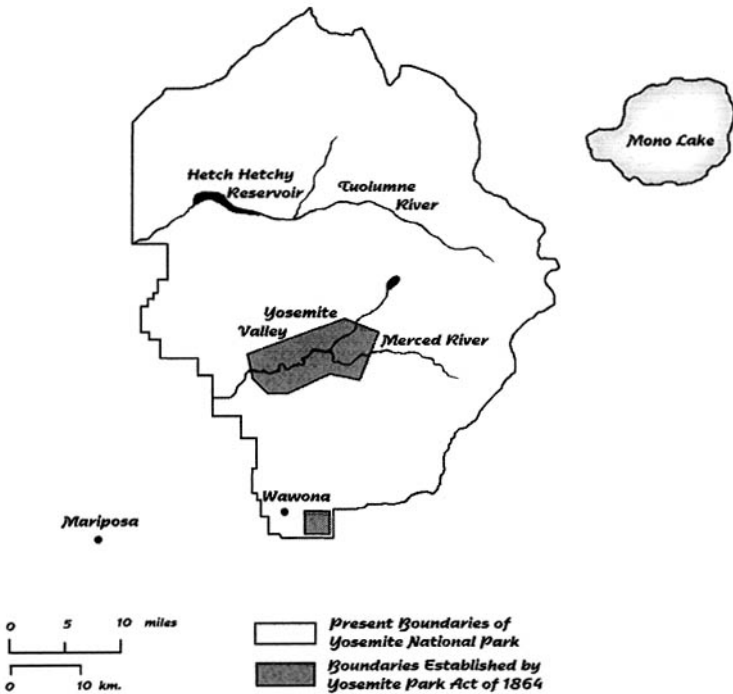 Mono Lake
Hetch Hetchy
Reservoir
Tuolumne
River
Yosemite
Valley
Merced River
Wawona
Mariposa
0 5 10 miles
0 10 km.
Present Boundaries of
Yosemite National Park
Boundaries Established by
Yosemite Park Act of 1864